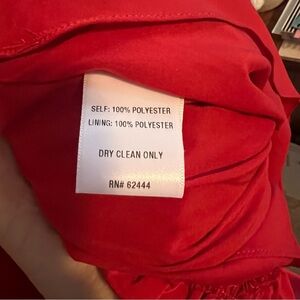 SELF: 100% POLYESTER
LINING: 100% POLYESTER
DRY CLEAN ONLY
RN# 62444